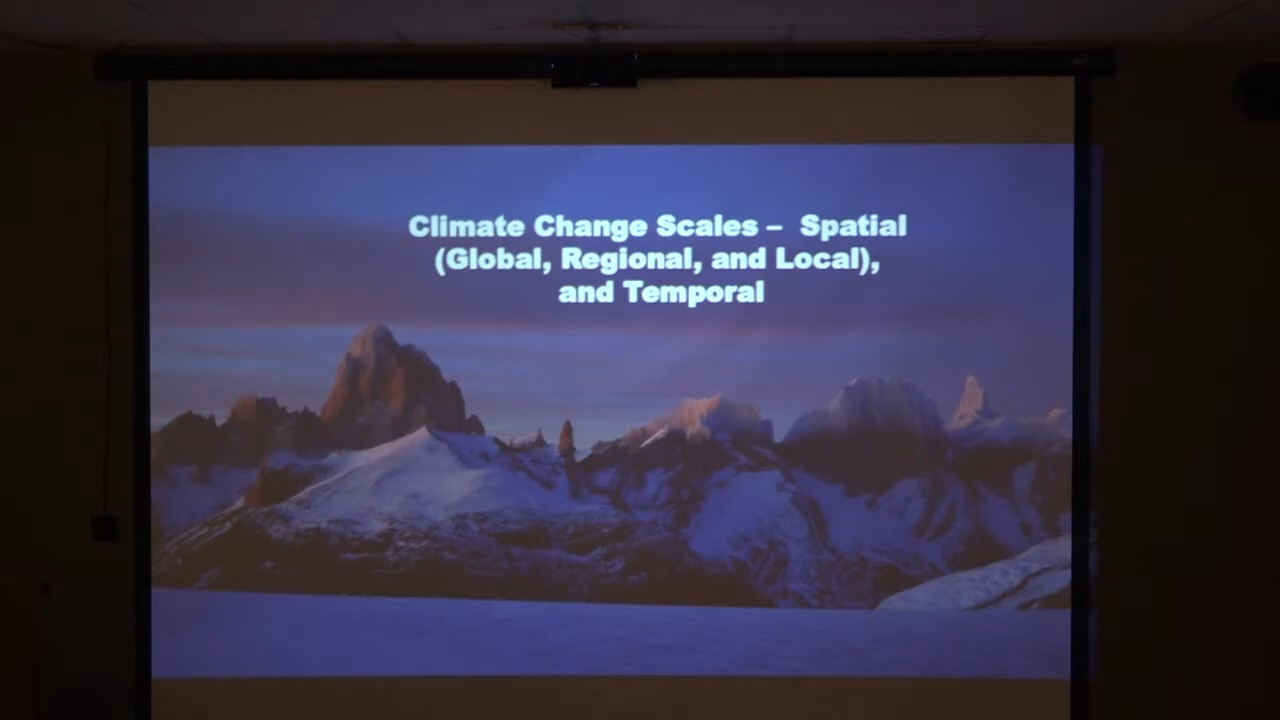 Climate Change Scales – Spatial
(Global, Regional, and Local),
and Temporal